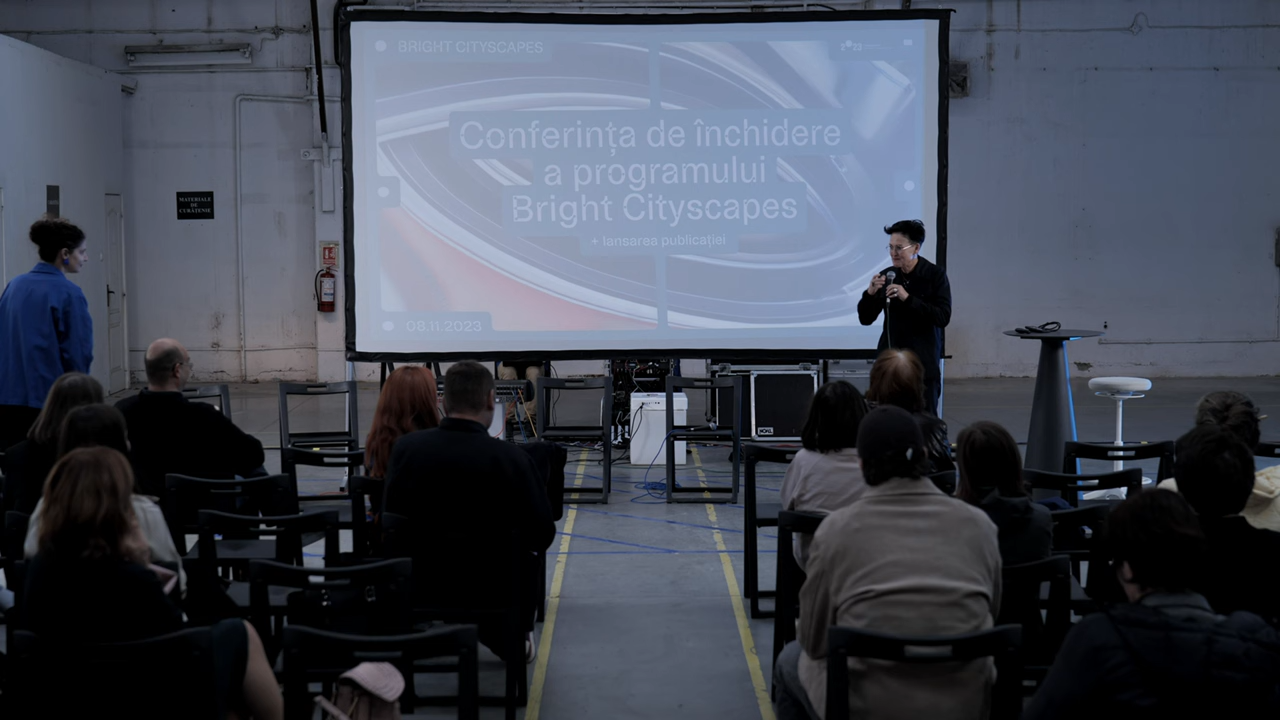 BRIGHT CITYSCAPES
Conferința de închidere
a programului
Bright Cityscapes
+ lansarea publicației
08.11.2023
MATERIALE
DE
CURĂȚENIE